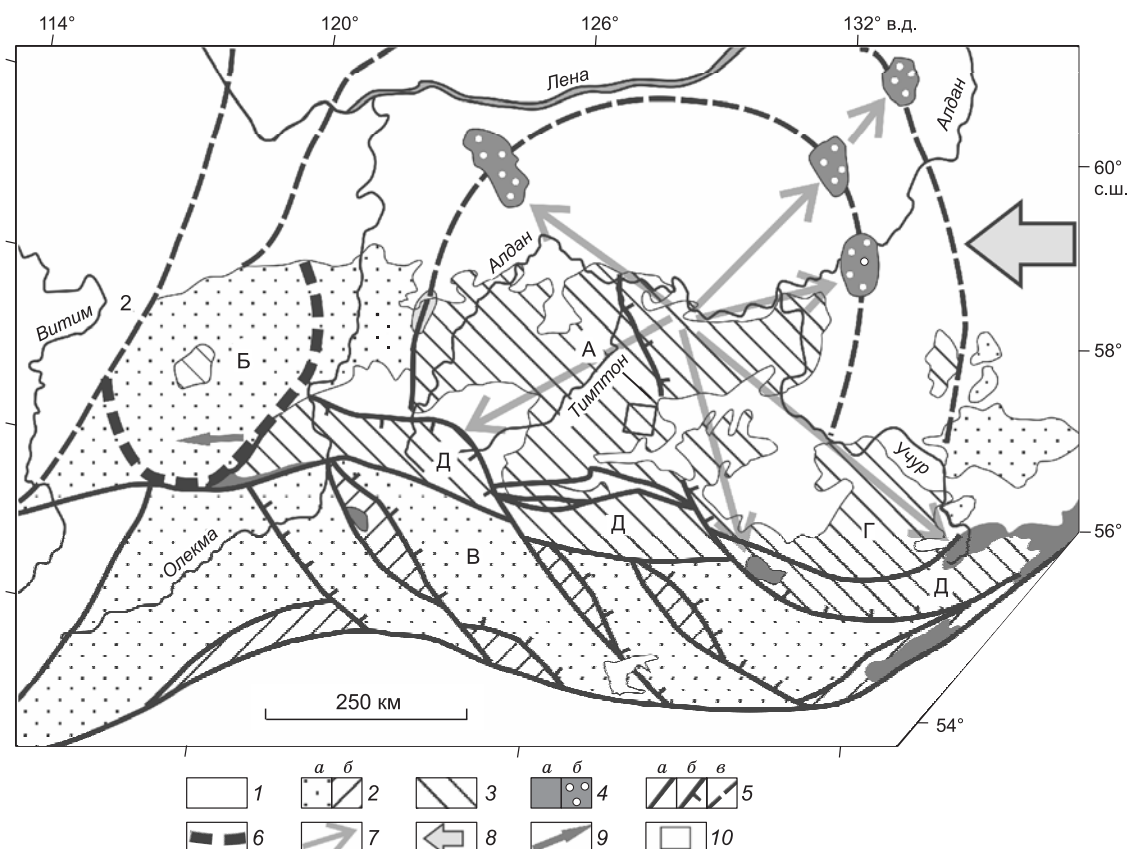 114° 120° 126° 132° в.д.
Лена
Алдан
60°
с.ш.
Алдан
2
Витим
Б
А
Тимптон
58°
Д
Учур
Г
56°
Д
Олекма
В
Д
250 км
54°
а б а б а б в
1 2 3 4 5
6 7 8 9 10